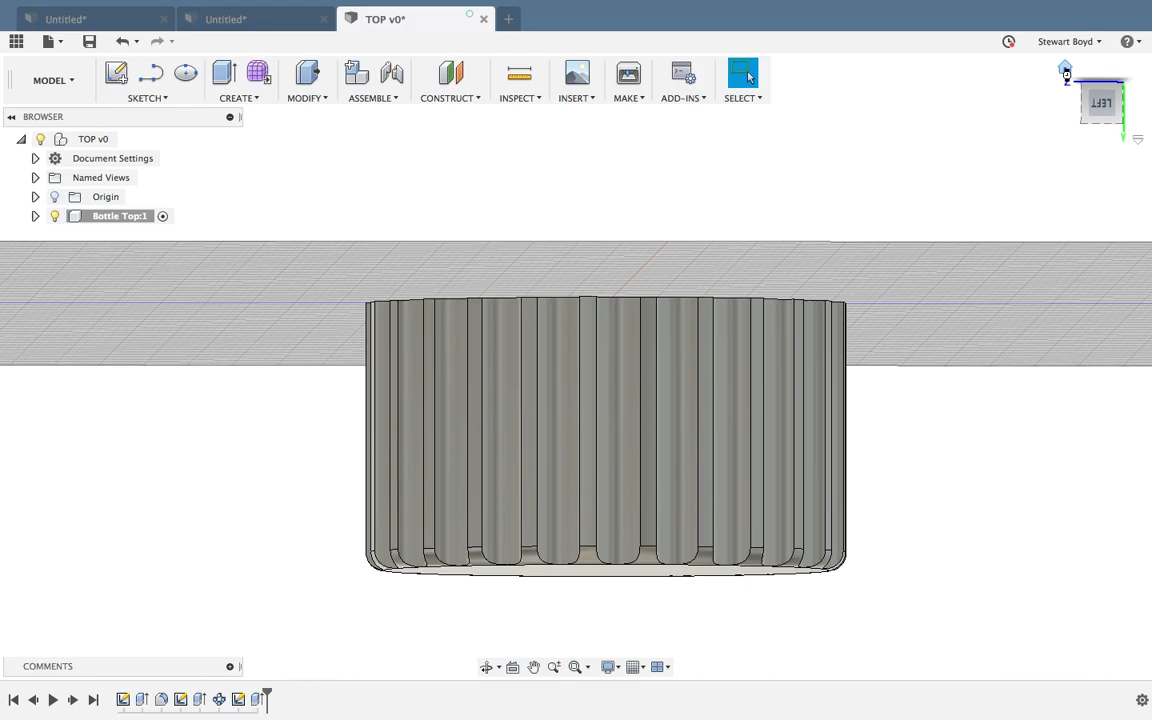 Untitled*
Untitled*
TOP v0*
Stewart Boyd
MODEL
SKETCH
CREATE
MODIFY
ASSEMBLE
CONSTRUCT
INSPECT
INSERT
MAKE
ADD-INS
SELECT
Z
LEFT
Y
BROWSER
TOP v0
Document Settings
Named Views
Origin
Bottle Top:1
COMMENTS